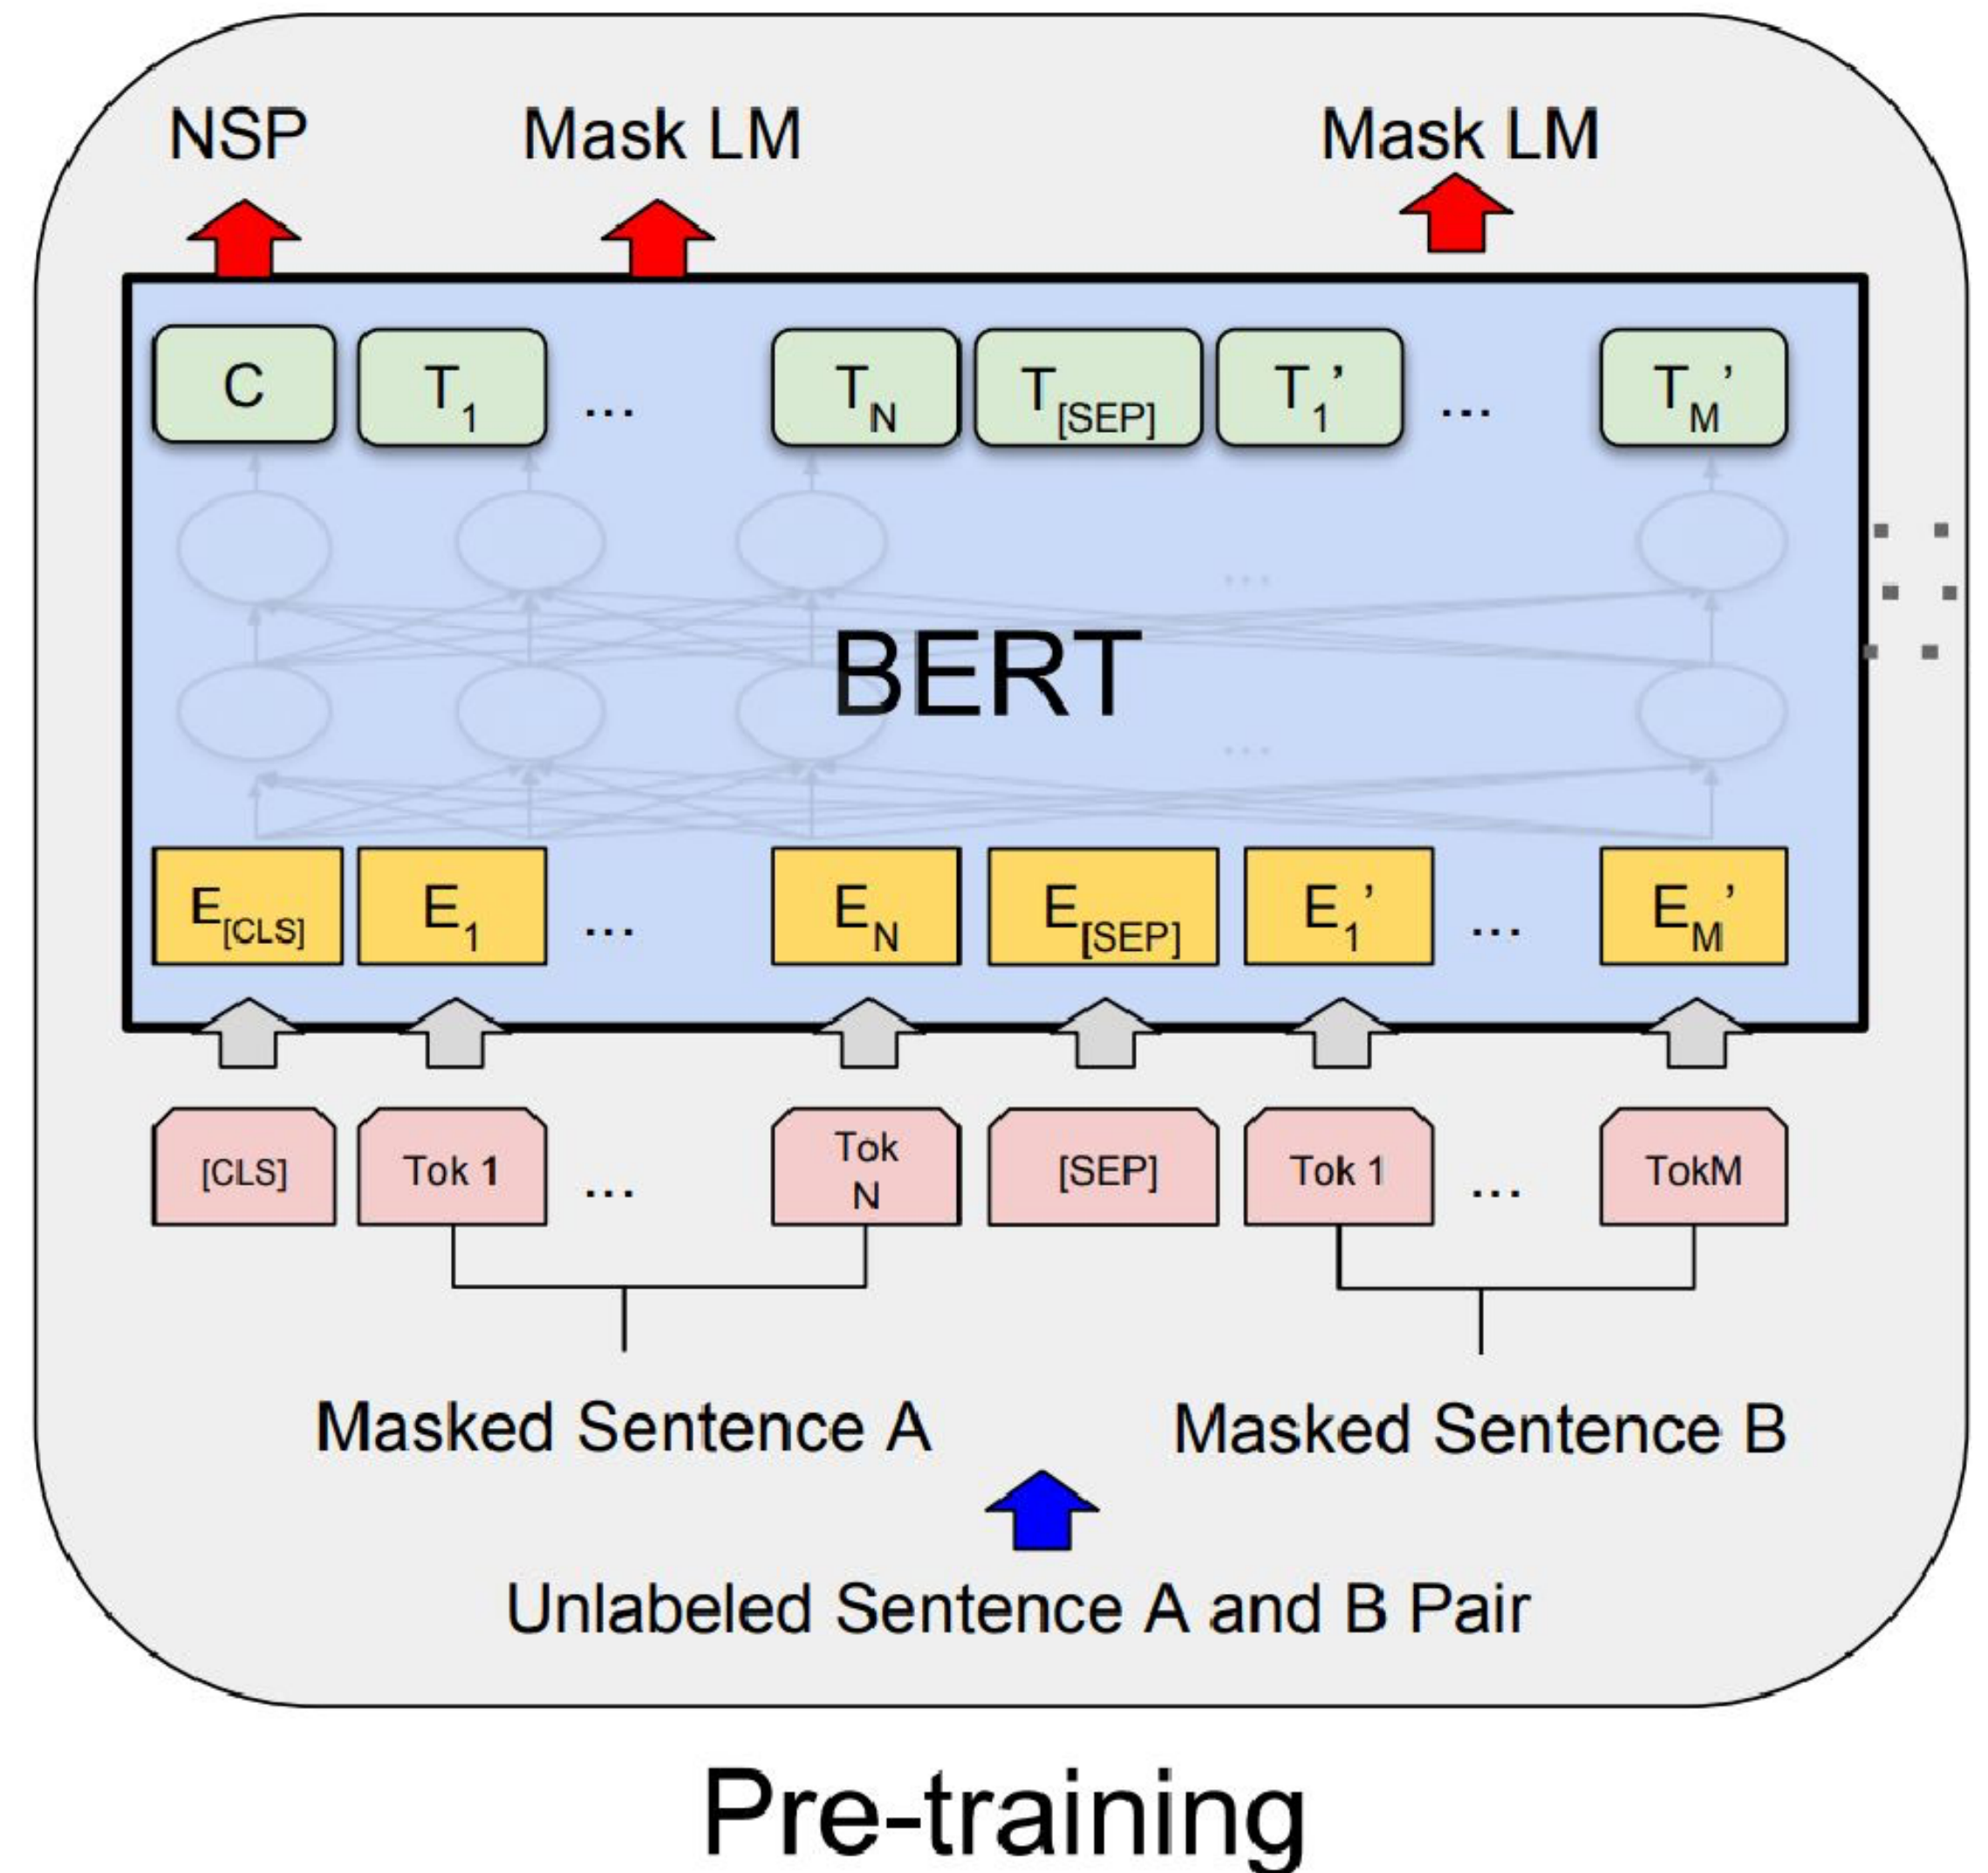 NSP Mask LM Mask LM
C T1 ... TN T[SEP] T1’ ... TM’
...
BERT
...
E[CLS] E1 ... EN E[SEP] E1’ ... EM’
[CLS] Tok 1 ... Tok N [SEP] Tok 1 ... TokM
Masked Sentence A Masked Sentence B
Unlabeled Sentence A and B Pair
Pre-training